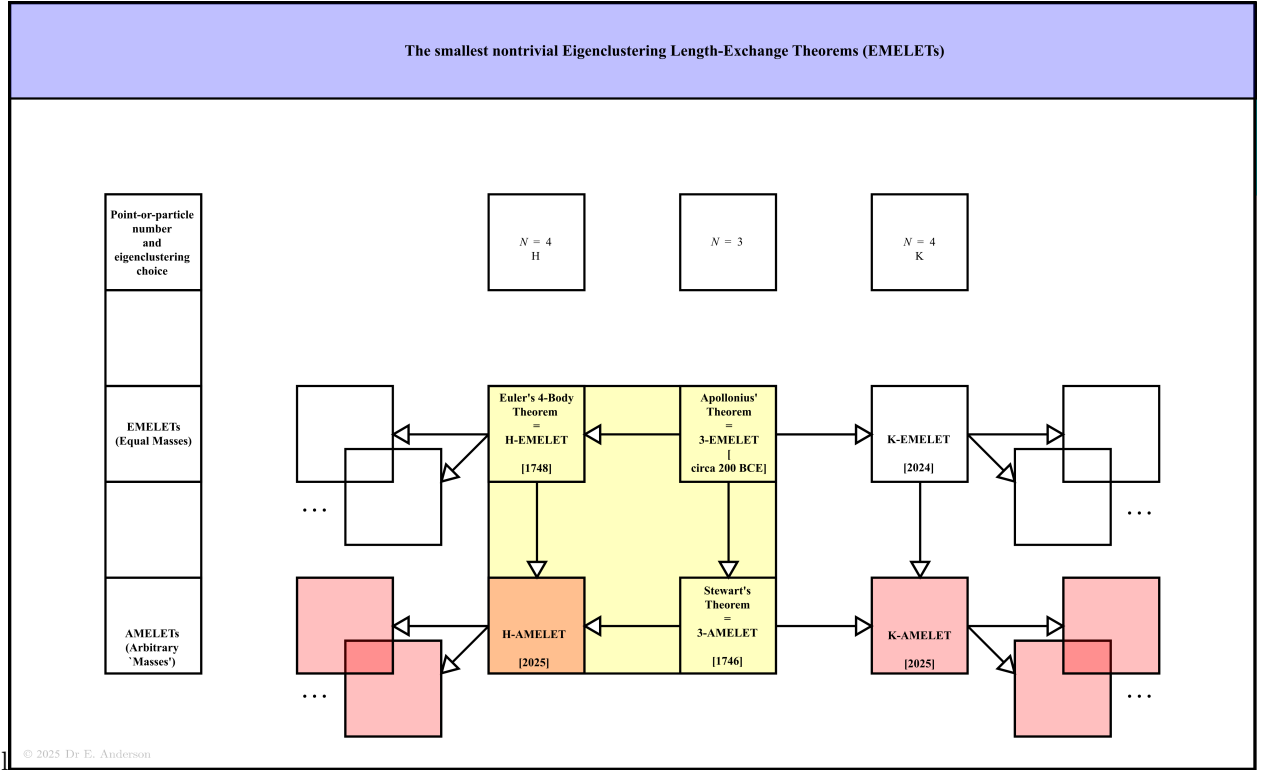 The smallest nontrivial Eigenclustering Length-Exchange Theorems (EMELETs)
Point-or-particle
number
and
eigenclustering
choice
N = 4
H
N = 3
N = 4
K
EMELETs
(Equal Masses)
Euler's 4-Body
Theorem
=
H-EMELET
[1748]
Apollonius'
Theorem
=
3-EMELET
[
circa 200 BCE]
K-EMELET
[2024]
...
...
AMELETs
(Arbitrary
`Masses')
H-AMELET
[2025]
Stewart's
Theorem
=
3-AMELET
[1746]
K-AMELET
[2025]
...
...
© 2025 Dr E. Anderson